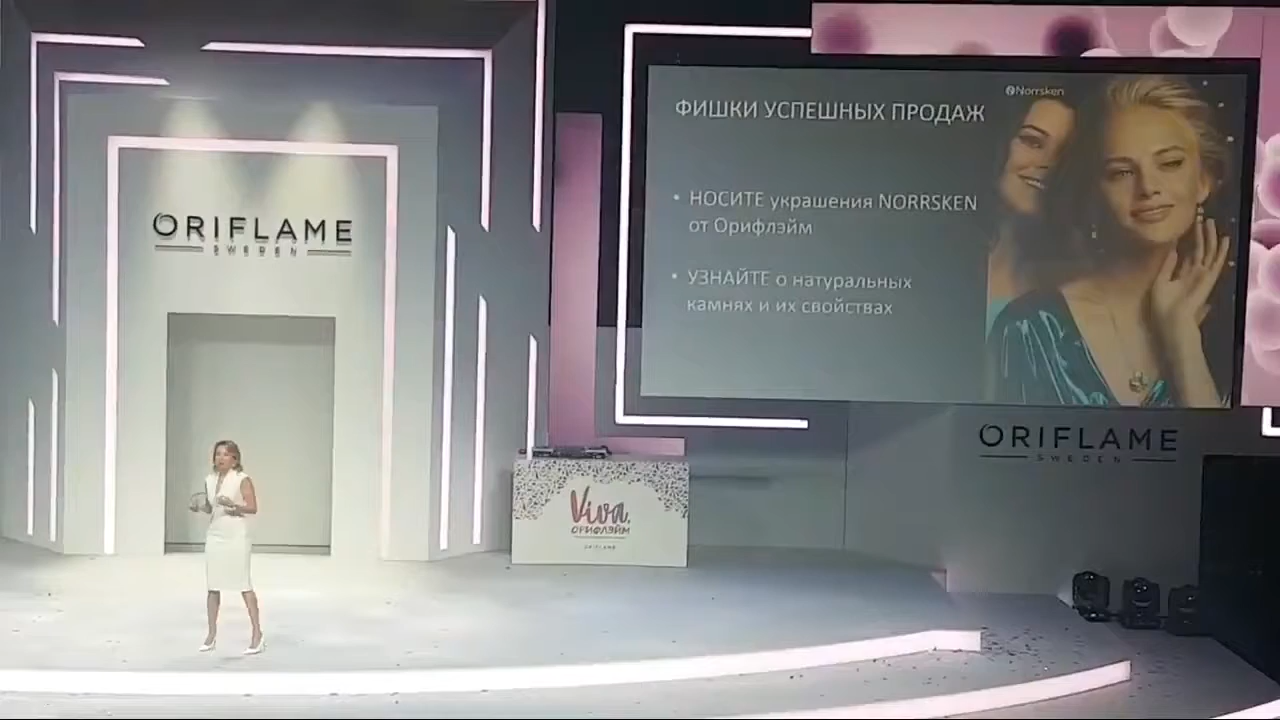 ORIFLAME
SWEDEN
Norrsken
ФИШКИ УСПЕШНЫХ ПРОДАЖ
• НОСИТЕ украшения NORRSKEN
от Орифлэйм
• УЗНАЙТЕ о натуральных
камнях и их свойствах
ORIFLAME
SWEDEN
Viva,
ОРИФЛЭЙМ
ORIFLAME